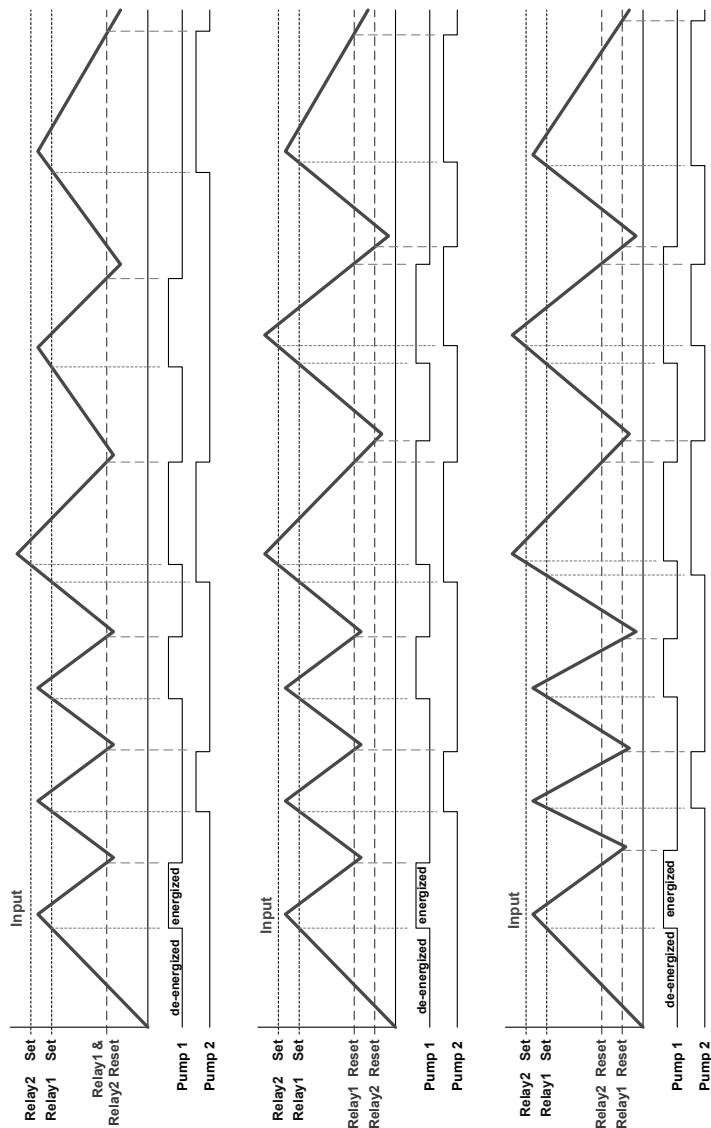 Input
Relay2 Set
Relay1 Set
Relay1 &
Relay2 Reset
de-energized energized
Pump 1
Pump 2
Input
Relay2 Set
Relay1 Set
Relay1 Reset
Relay2 Reset
de-energized energized
Pump 1
Pump 2
Input
Relay2 Set
Relay1 Set
Relay2 Reset
Relay1 Reset
de-energized energized
Pump 1
Pump 2